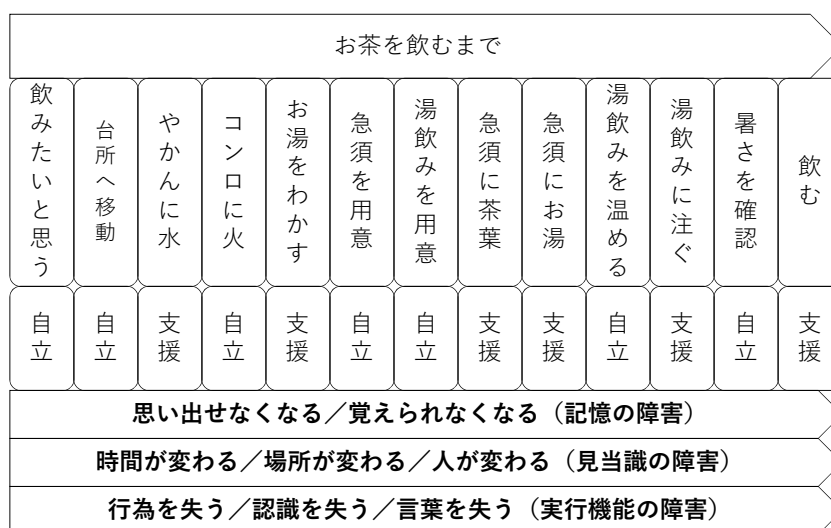 お茶を飲むまで
飲みたいと思う
台所へ移動
やかんに水
コンロに火
お湯をわかす
急須を用意
湯飲みを用意
急須に茶葉
急須にお湯
湯飲みを温める
湯飲みに注ぐ
暑さを確認
飲む
自立
自立
支援
自立
支援
自立
自立
支援
支援
自立
支援
自立
支援
思い出せなくなる／覚えられなくなる（記憶の障害）
時間が変わる／場所が変わる／人が変わる（見当識の障害）
行為を失う／認識を失う／言葉を失う（実行機能の障害）